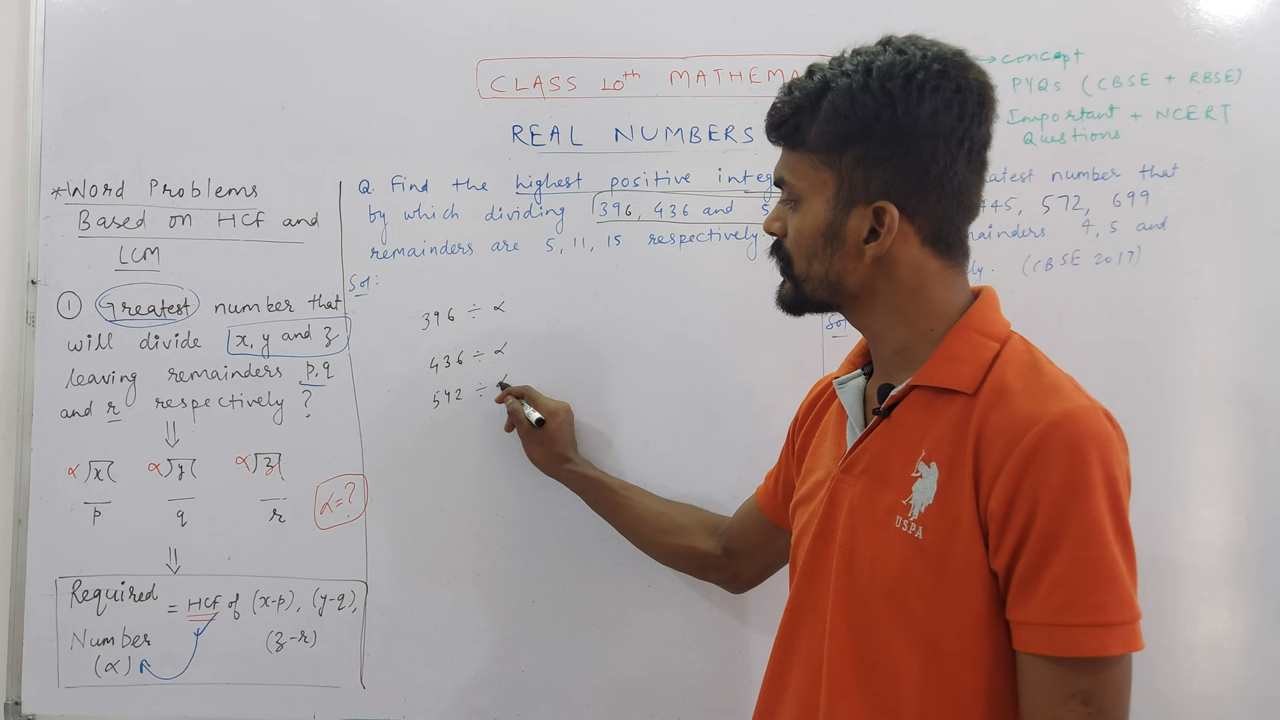 CLASS 10th MATHEMA
REAL NUMBERS
→ concept
PYQs (CBSE + RBSE)
Important + NCERT
Questions
*Word Problems
Based on HCF and
LCM
① Greatest number that
will divide x, y and z
leaving remainders p, q
and r respectively?
⇓
α)x( α)y( α)z(
p q r
α=?
⇓
Required
Number
(α)
= HCF of (x-p), (y-q),
(z-r)
Q. Find the highest positive integ
by which dividing 396, 436 and 5
remainders are 5, 11, 15 respectively.
Sol:
396 ÷ α
436 ÷ α
542 ÷
atest number that
445, 572, 699
mainders 4, 5 and
ly. (CBSE 2017)
Sol:
USPA